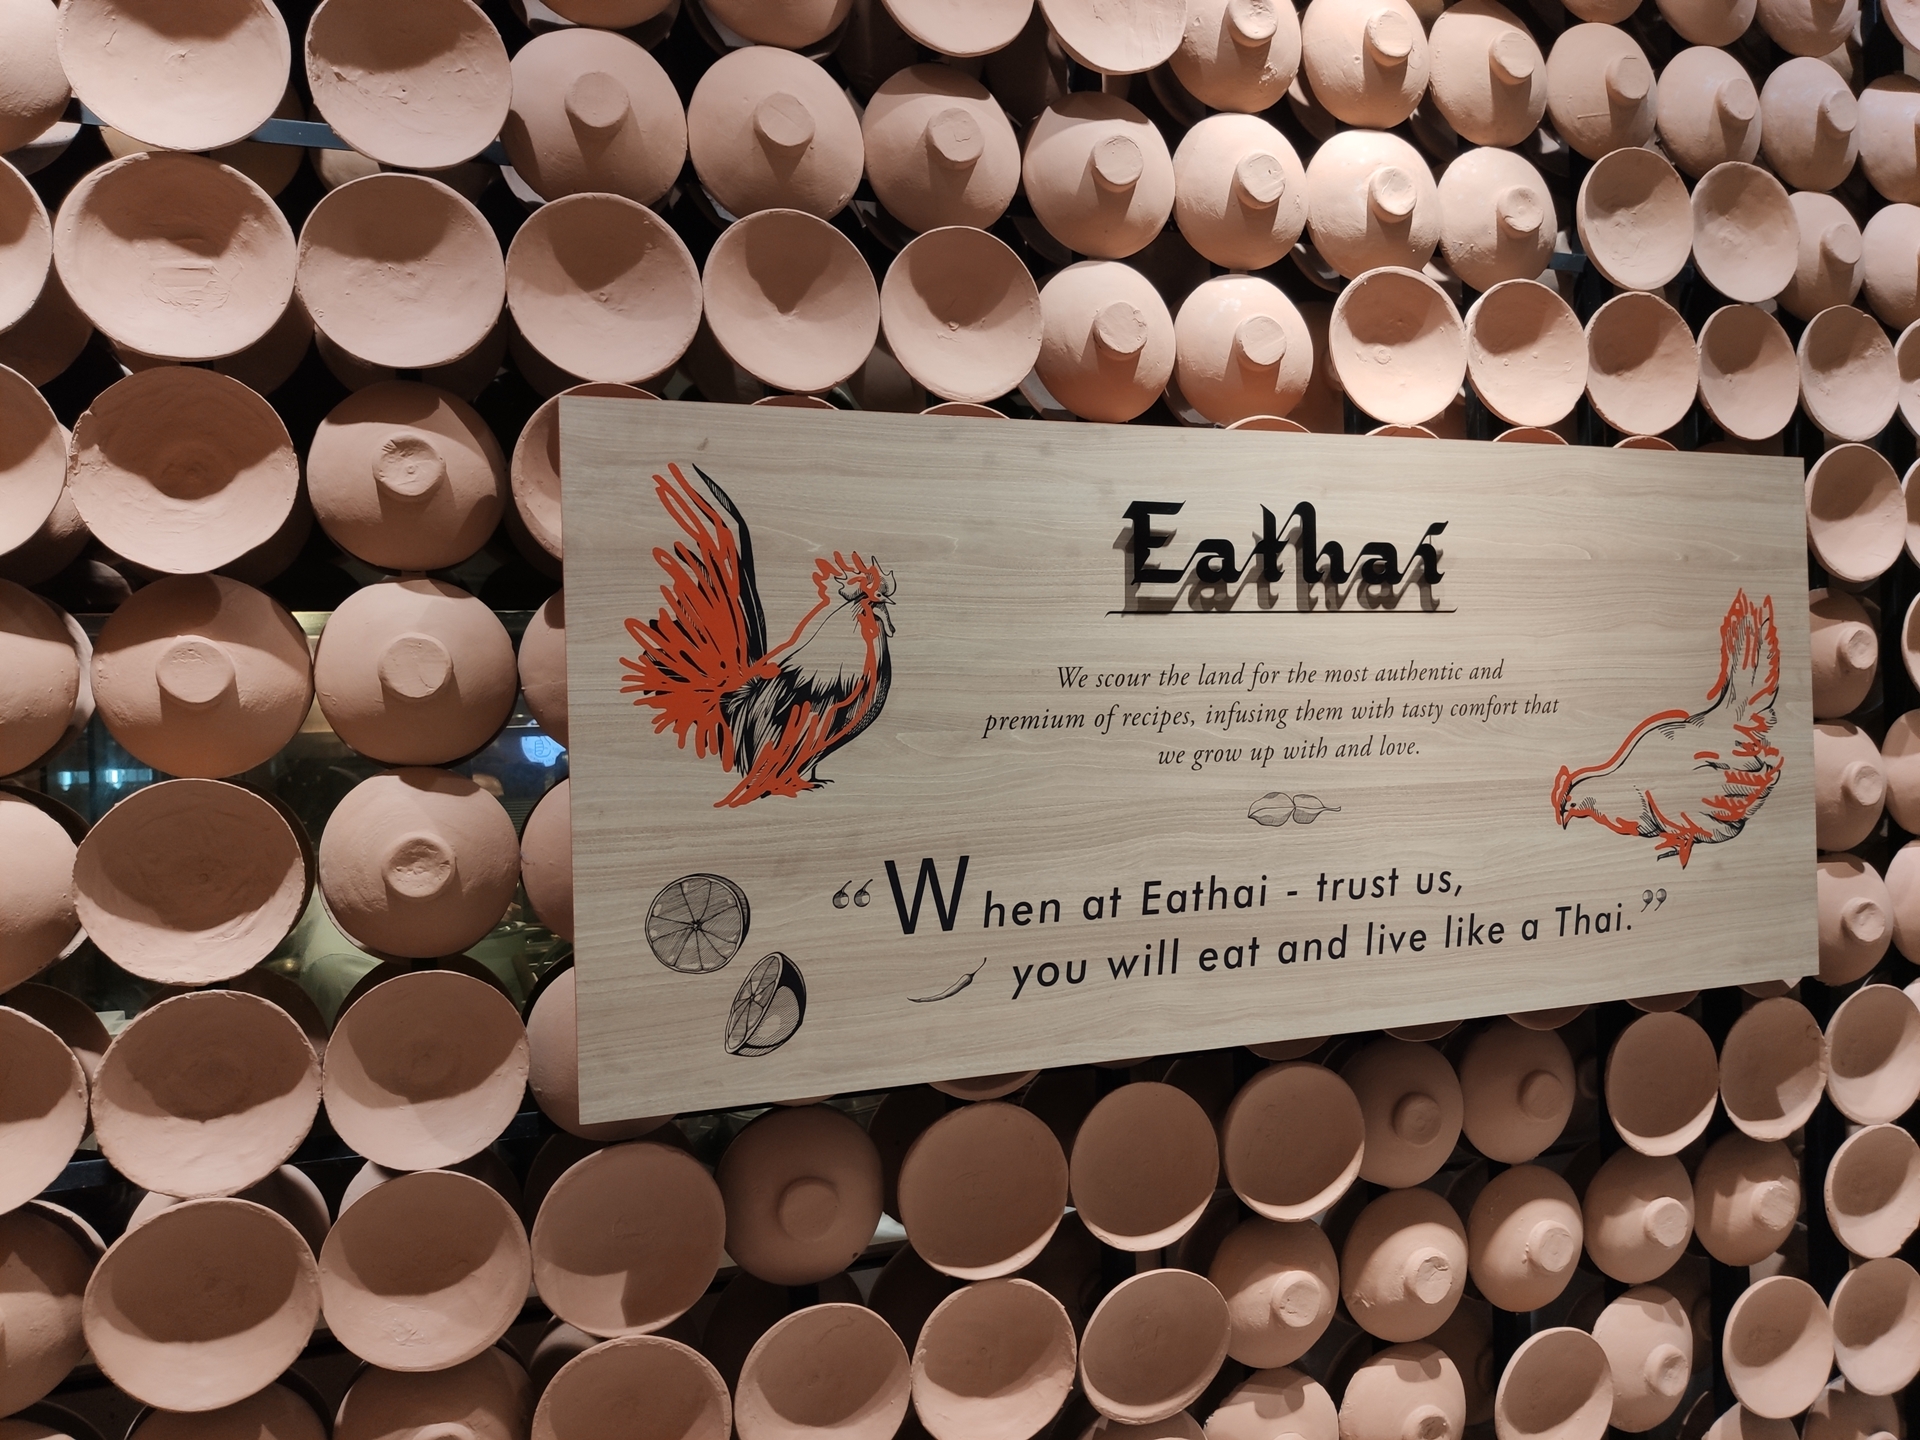 Eathai
We scour the land for the most authentic and
premium of recipes, infusing them with tasty comfort that
we grow up with and love.
“When at Eathai - trust us,
you will eat and live like a Thai.”